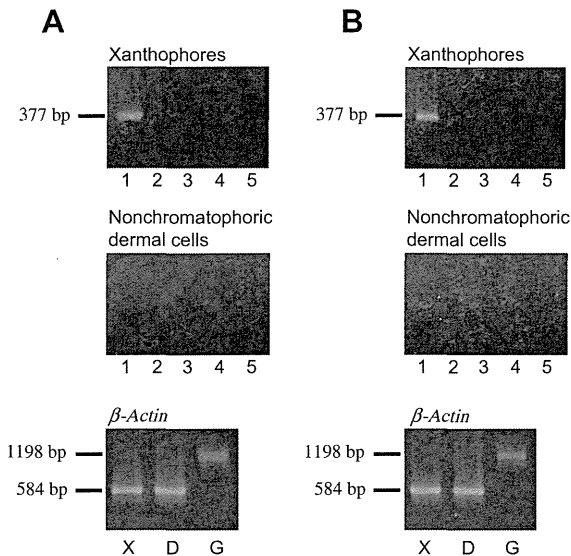 A
Xanthophores
377 bp
1 2 3 4 5
Nonchromatophoric
dermal cells
1 2 3 4 5
β-Actin
1198 bp
584 bp
X D G
B
Xanthophores
377 bp
1 2 3 4 5
Nonchromatophoric
dermal cells
1 2 3 4 5
β-Actin
1198 bp
584 bp
X D G